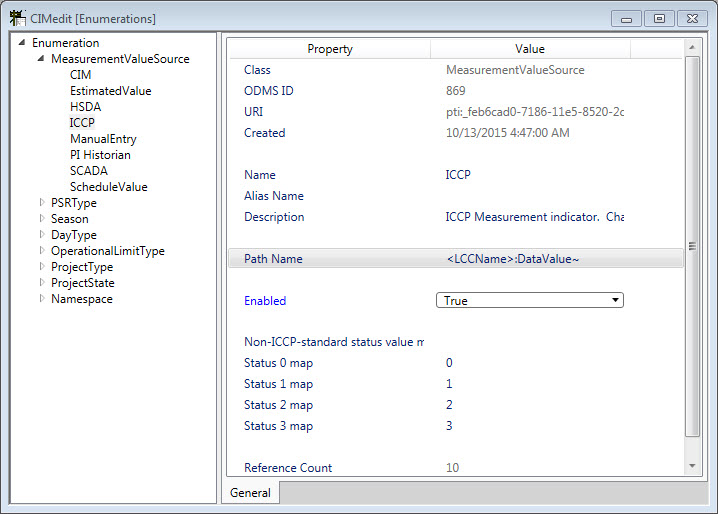 CIMedit [Enumerations]
Enumeration
MeasurementValueSource
CIM
EstimatedValue
HSDA
ICCP
ManualEntry
PI Historian
SCADA
ScheduleValue
PSRType
Season
DayType
OperationalLimitType
ProjectType
ProjectState
Namespace
Property Value
Class MeasurementValueSource
ODMS ID 869
URI pti:_feb6cad0-7186-11e5-8520-2c
Created 10/13/2015 4:47:00 AM
Name ICCP
Alias Name
Description ICCP Measurement indicator. Cha
Path Name <LCCName>:DataValue~
Enabled True
Non-ICCP-standard status value m
Status 0 map 0
Status 1 map 1
Status 2 map 2
Status 3 map 3
Reference Count 10
General